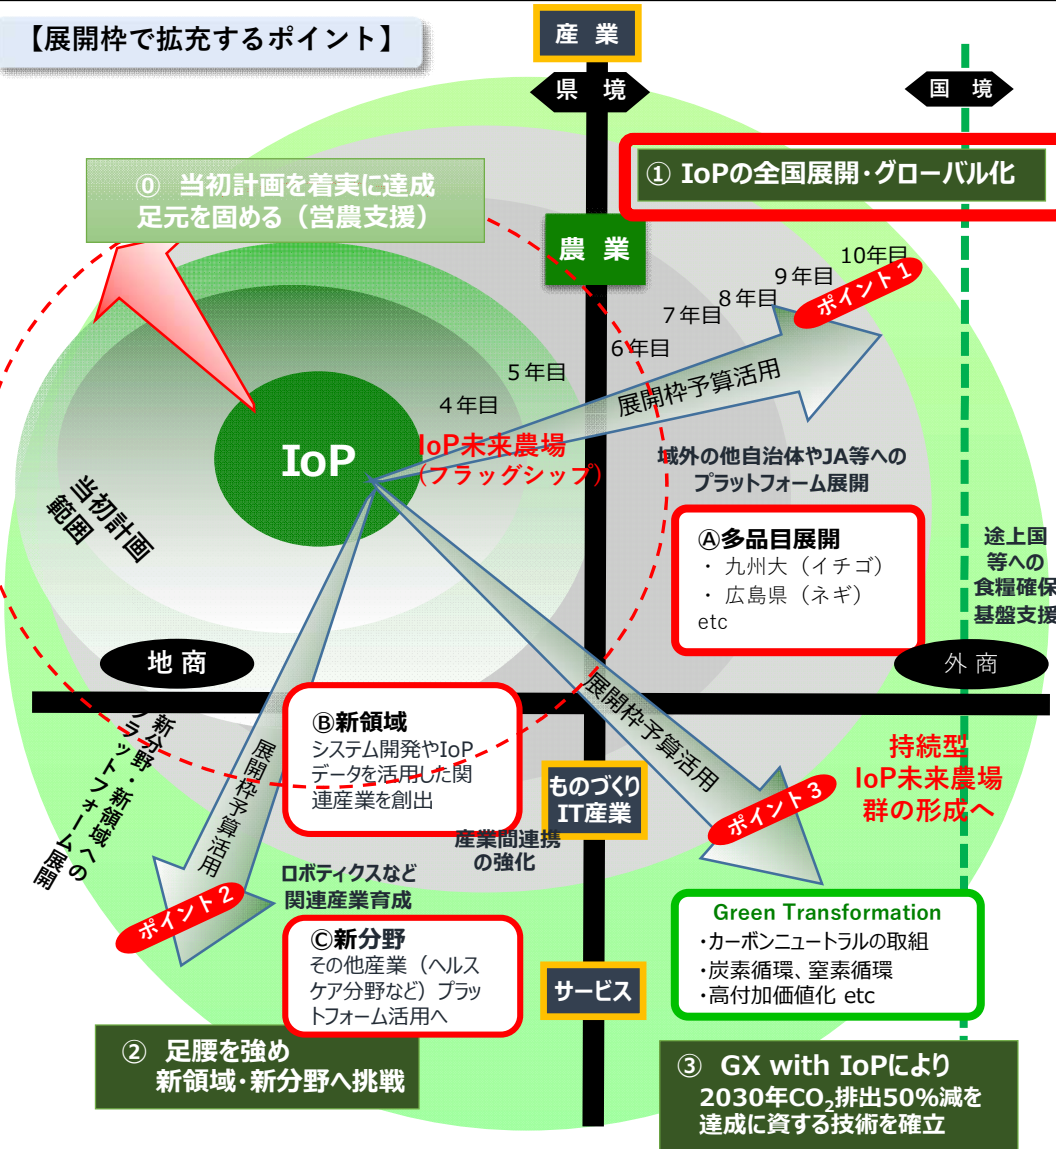 【展開枠で拡充するポイント】
産 業
県 境
国 境
⓪ 当初計画を着実に達成
足元を固める（営農支援）
① IoPの全国展開･グローバル化
農 業
10年目
9年目
8年目
7年目
6年目
5年目
4年目
ポイント1
展開枠予算活用
IoP
IoP未来農場
（フラッグシップ）
当初計画
範囲
域外の他自治体やJA等への
プラットフォーム展開
Ⓐ多品目展開
・ 九州大（イチゴ）
・ 広島県（ネギ）
etc
途上国
等への
食糧確保
基盤支援
地 商
外 商
新分野・新領域への
プラットフォーム展開
展開枠予算活用
Ⓑ新領域
システム開発やIoP
データを活用した関
連産業を創出
展開枠予算活用
ものづくり
IT産業
産業間連携
の強化
持続型
IoP未来農場
群の形成へ
ポイント3
ポイント2
ロボティクスなど
関連産業育成
Ⓒ新分野
その他産業（ヘルス
ケア分野など）プラッ
トフォーム活用へ
サービス
Green Transformation
･カーボンニュートラルの取組
･炭素循環、窒素循環
･高付加価値化 etc
② 足腰を強め
新領域･新分野へ挑戦
③ GX with IoPにより
2030年CO₂排出50%減を
達成に資する技術を確立